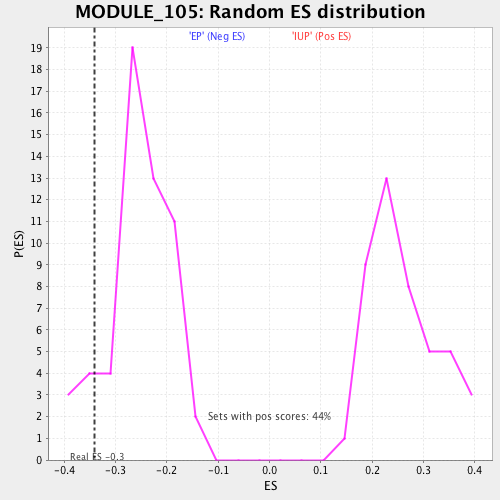 MODULE_105: Random ES distribution
'EP' (Neg ES) 'IUP' (Pos ES)
19
18
17
16
15
14
13
12
11
10
9
8
7
6
5
4
3
2
1
0
P(ES)
Sets with pos scores: 44%
Real ES -0.3
-0.4 -0.3 -0.2 -0.1 0.0 0.1 0.2 0.3 0.4
ES